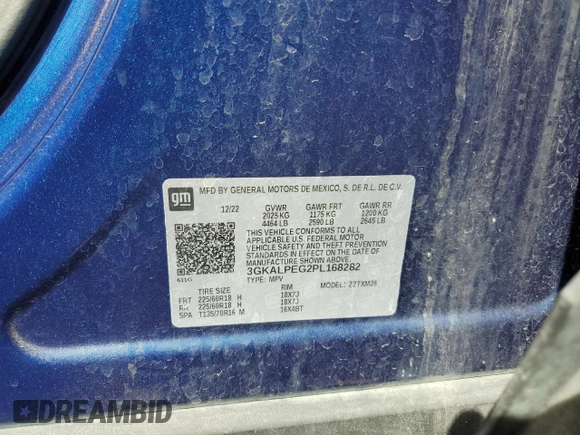 gm
MFD BY GENERAL MOTORS DE MEXICO, S. DE R.L. DE C.V.
12/22 GVWR GAWR FRT GAWR RR
2025 KG 1175 KG 1200 KG
4464 LB 2590 LB 2645 LB
THIS VEHICLE CONFORMS TO ALL
APPLICABLE U.S. FEDERAL MOTOR
VEHICLE SAFETY AND THEFT PREVENTION
STANDARDS IN EFFECT ON THE DATE OF
MANUFACTURE SHOWN ABOVE.
3GKALPEG2PL168282
TYPE: MPV MODEL: 22TXM26
TIRE SIZE RIM
FRT 225/60R18 H 18X7J
RR 225/60R18 H 18X7J
SPA T135/70R16 M 16X4BT
DREAMBID